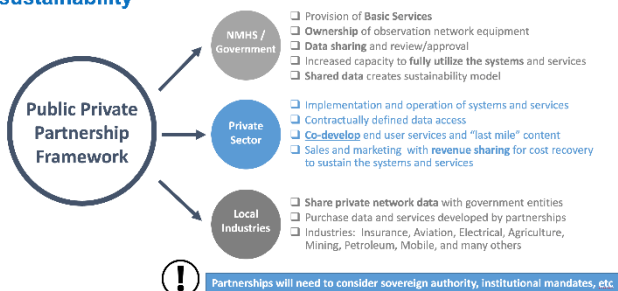 sustainability
Public Private
Partnership
Framework
NMHS /
Government
❑ Provision of Basic Services
❑ Ownership of observation network equipment
❑ Data sharing and review/approval
❑ Increased capacity to fully utilize the systems and services
❑ Shared data creates sustainability model
Private
Sector
❑ Implementation and operation of systems and services
❑ Contractually defined data access
❑ Co-develop end user services and “last mile” content
❑ Sales and marketing with revenue sharing for cost recovery
to sustain the systems and services
Local
Industries
❑ Share private network data with government entities
❑ Purchase data and services developed by partnerships
❑ Industries: Insurance, Aviation, Electrical, Agriculture,
Mining, Petroleum, Mobile, and many others
!
Partnerships will need to consider sovereign authority, institutional mandates, etc